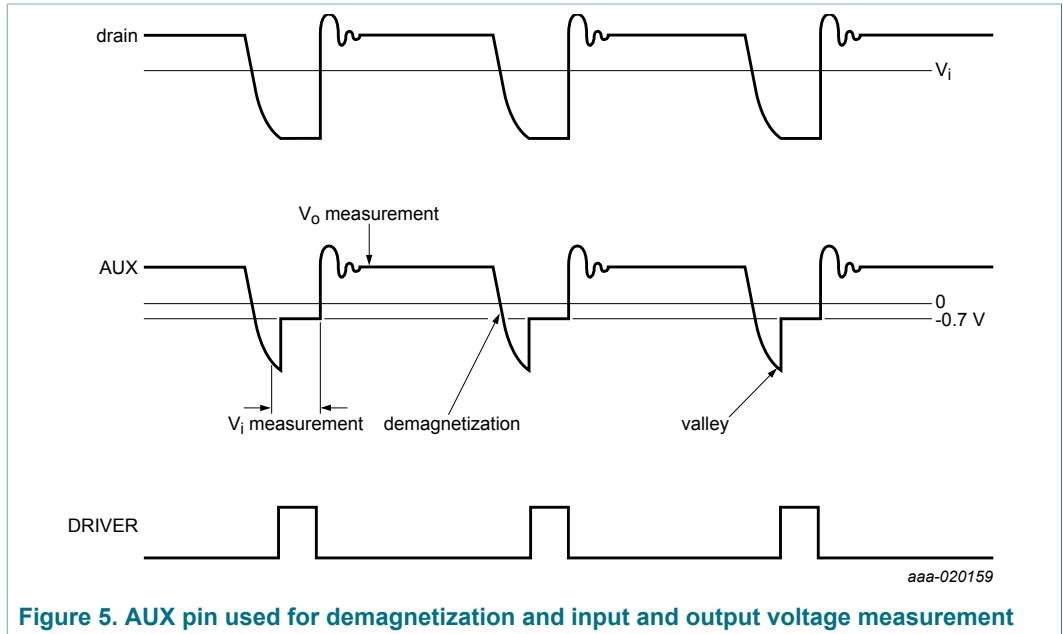 drain
Vi
Vo measurement
AUX
0
-0.7 V
Vi measurement
demagnetization
valley
DRIVER
aaa-020159
Figure 5. AUX pin used for demagnetization and input and output voltage measurement